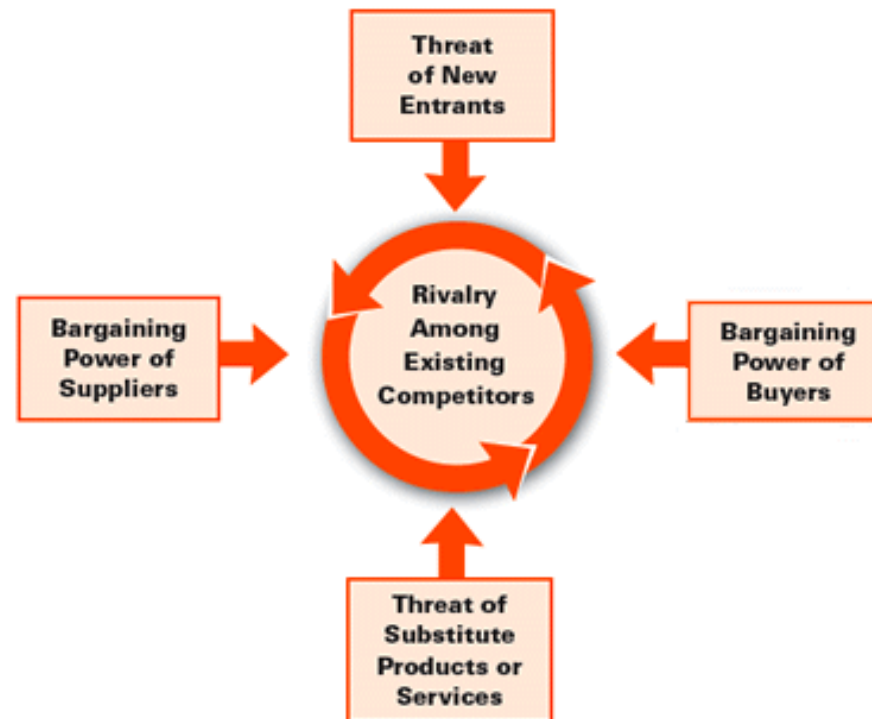 Threat
of New
Entrants
Rivalry
Among
Existing
Competitors
Bargaining
Power of
Suppliers
Bargaining
Power of
Buyers
Threat of
Substitute
Products or
Services